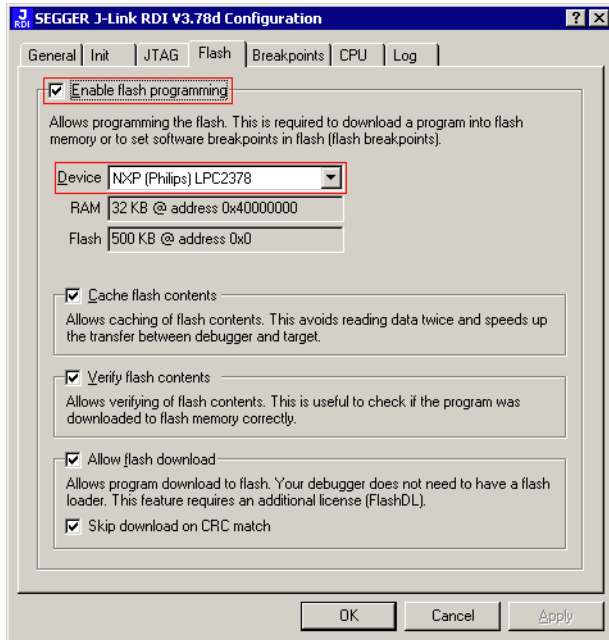 J RDI SEGGER J-Link RDI V3.78d Configuration
General Init JTAG Flash Breakpoints CPU Log
Enable flash programming
Allows programming the flash. This is required to download a program into flash
memory or to set software breakpoints in flash (flash breakpoints).
Device NXP (Philips) LPC2378
RAM 32 KB @ address 0x40000000
Flash 500 KB @ address 0x0
Cache flash contents
Allows caching of flash contents. This avoids reading data twice and speeds up
the transfer between debugger and target.
Verify flash contents
Allows verifying of flash contents. This is useful to check if the program was
downloaded to flash memory correctly.
Allow flash download
Allows program download to flash. Your debugger does not need to have a flash
loader. This feature requires an additional license (FlashDL).
Skip download on CRC match
OK Cancel Apply